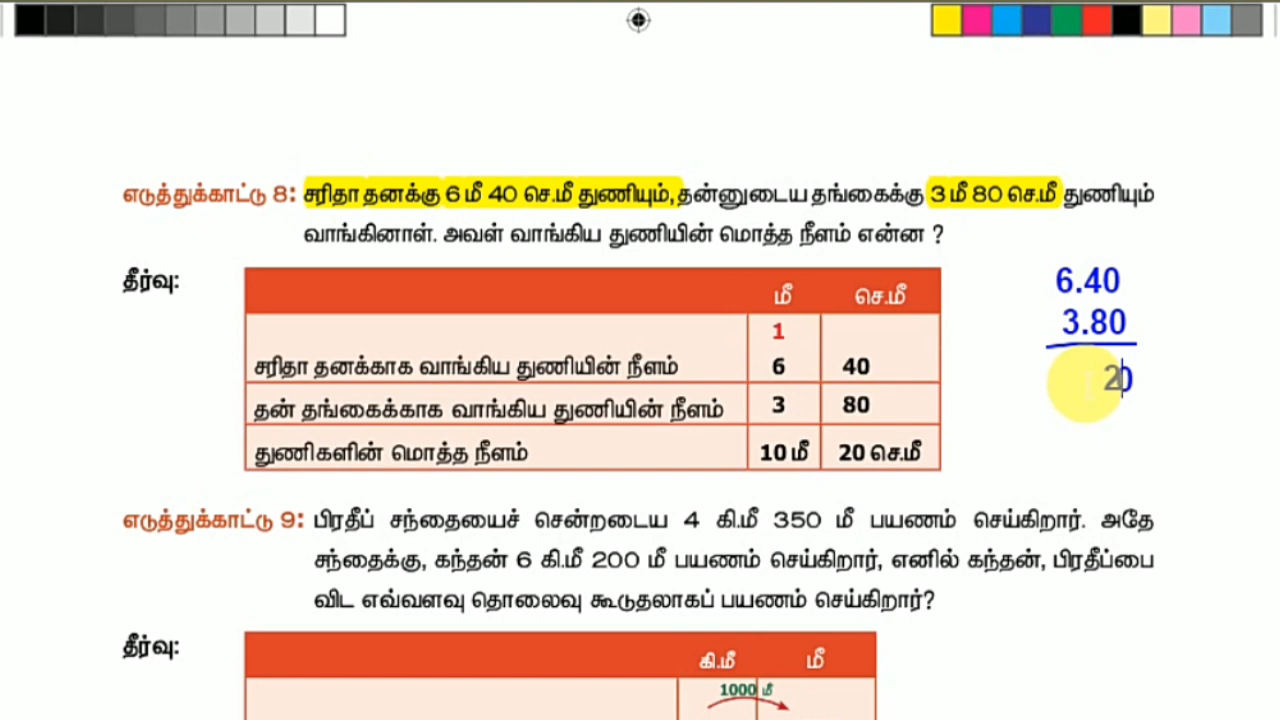 எடுத்துக்காட்டு 8: சரிதா தனக்கு 6 மீ 40 செ.மீ துணியும், தன்னுடைய தங்கைக்கு 3 மீ 80 செ.மீ துணியும்
வாங்கினாள். அவள் வாங்கிய துணியின் மொத்த நீளம் என்ன ?
தீர்வு:
மீ செ.மீ
1
சரிதா தனக்காக வாங்கிய துணியின் நீளம் 6 40
தன் தங்கைக்காக வாங்கிய துணியின் நீளம் 3 80
துணிகளின் மொத்த நீளம் 10 மீ 20 செ.மீ
6.40
3.80
20
எடுத்துக்காட்டு 9: பிரதீப் சந்தையைச் சென்றடைய 4 கி.மீ 350 மீ பயணம் செய்கிறார். அதே
சந்தைக்கு, கந்தன் 6 கி.மீ 200 மீ பயணம் செய்கிறார், எனில் கந்தன், பிரதீப்பை
விட எவ்வளவு தொலைவு கூடுதலாகப் பயணம் செய்கிறார்?
தீர்வு:
கி.மீ மீ
1000 மீ